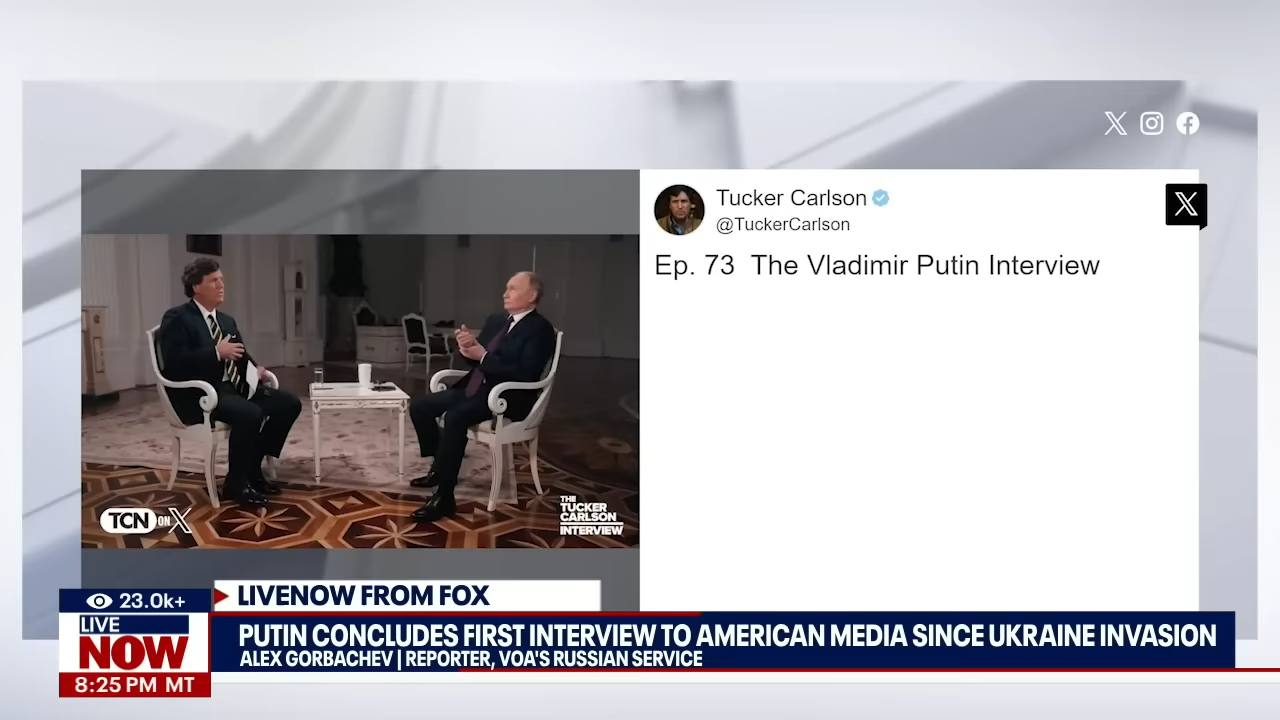 Tucker Carlson
@TuckerCarlson
Ep. 73 The Vladimir Putin Interview
TCN ON X
THE
TUCKER
CARLSON
INTERVIEW
23.0k+
LIVENOW FROM FOX
LIVE
NOW
PUTIN CONCLUDES FIRST INTERVIEW TO AMERICAN MEDIA SINCE UKRAINE INVASION
ALEX GORBACHEV | REPORTER, VOA'S RUSSIAN SERVICE
8:25 PM MT